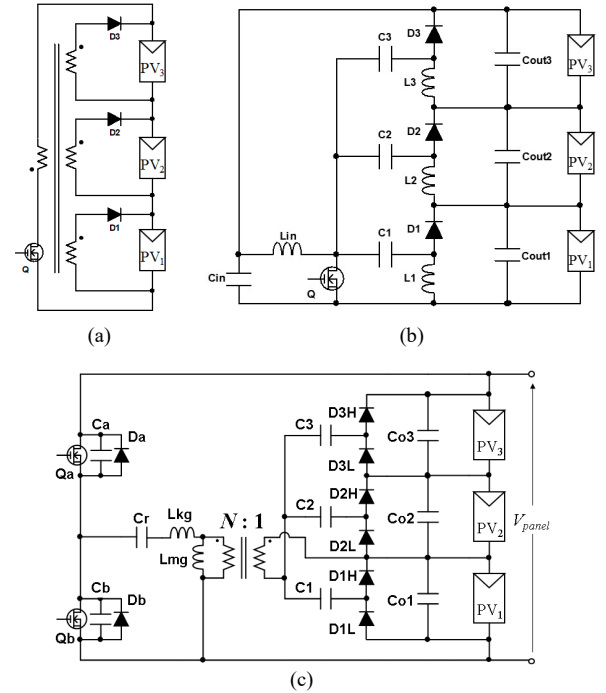 D3
PV3
D2
PV2
D1
PV1
Q
(a)
D3
C3
Cout3
PV3
L3
D2
C2
Cout2
PV2
L2
D1
Lin
C1
Cout1
PV1
Cin
Q
L1
(b)
Ca
Da
Qa
C3
D3H
Co3
PV3
D3L
Cr
Lkg
N : 1
Lmg
C2
D2H
Co2
PV2
Vpanel
D2L
Cb
Db
Qb
C1
D1H
Co1
PV1
D1L
(c)